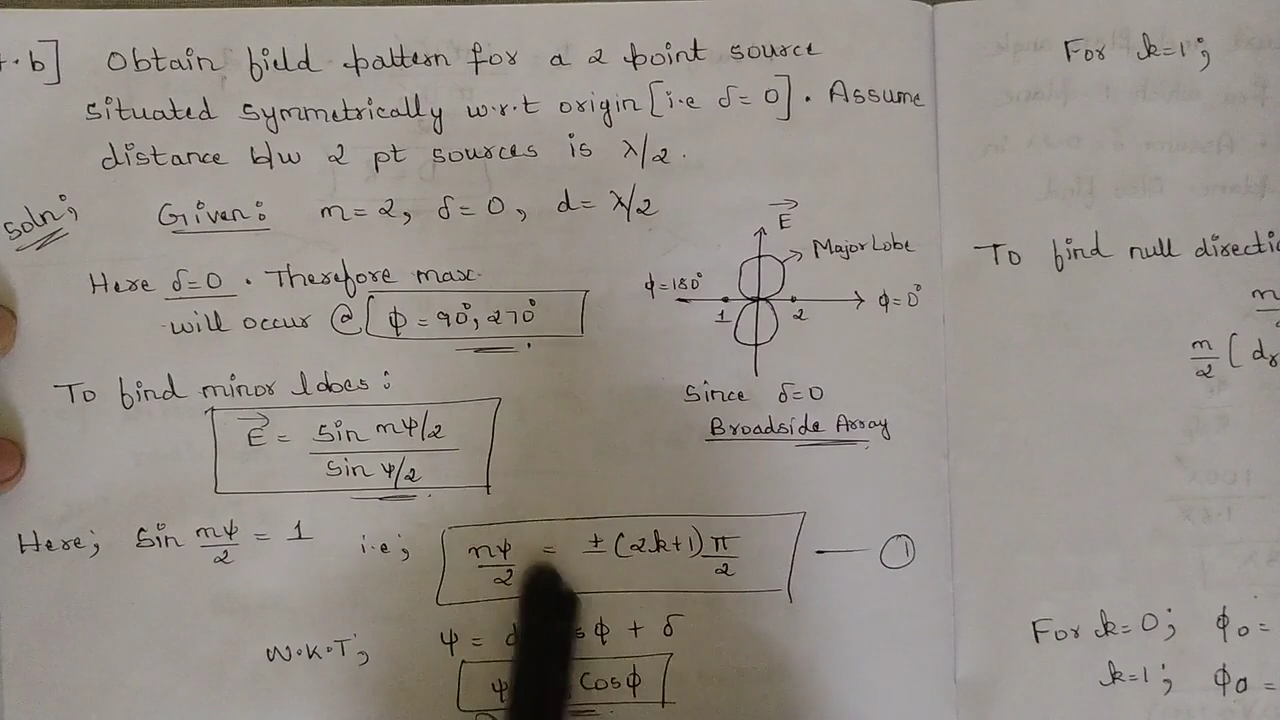 b] Obtain field pattern for a 2 point source
situated symmetrically w.r.t origin [i.e δ=0]. Assume
distance b/w 2 pt sources is λ/2.
Soln;
Given: n=2, δ=0, d=λ/2
Here δ=0. Therefore max.
will occur @ ϕ=90°, 270°
E
Major Lobe
ϕ=180°
1
2
ϕ=0°
Since δ=0
Broadside Array
To find minor lobes:
E = sin nψ/2 / sin ψ/2
Here; sin nψ/2 = 1 i.e; nψ/2 = ±(2k+1) π/2 — ①
W.K.T; ψ = d ϕ + δ
ψ cosϕ
For k=1;
To find null
n
n/2 (dr
For k=0; ϕ0 =
k=1; ϕ0 =